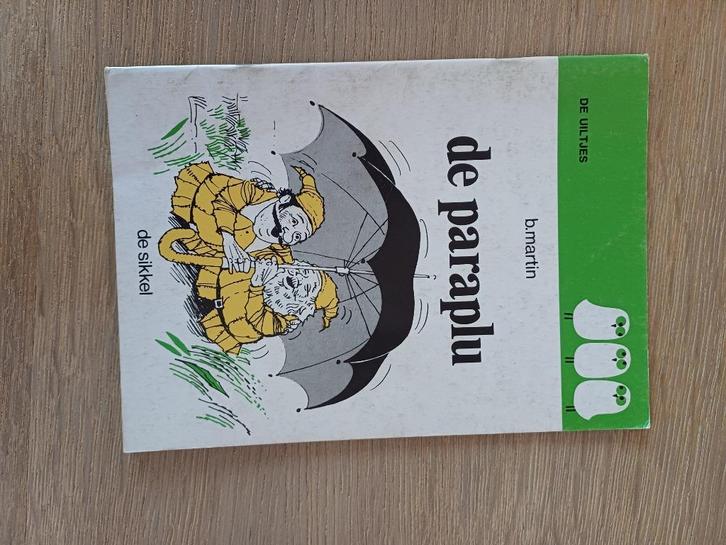 DE UILTJES
b.martin
de paraplu
de sikkel